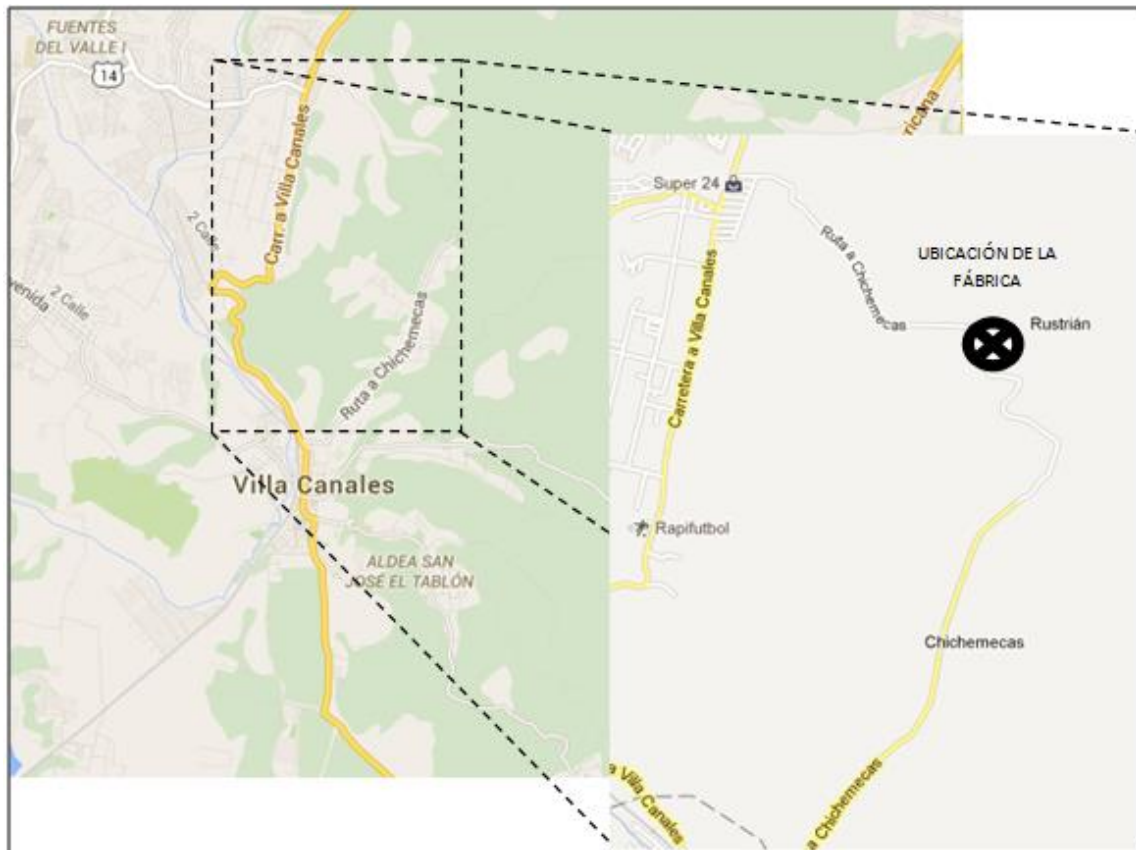 FUENTES
DEL VALLE I
14
Carr. a Villa Canales
2 Calle
2 Calle
venida
Ruta a Chichemecas
Villa Canales
ALDEA SAN
JOSÉ EL TABLÓN
ricana
Super 24
Ruta a Chichemecas
UBICACIÓN DE LA
FÁBRICA
Rustrián
Carretera a Villa Canales
Rapifutbol
Chichemecas
a Villa Canales
a Chichemecas